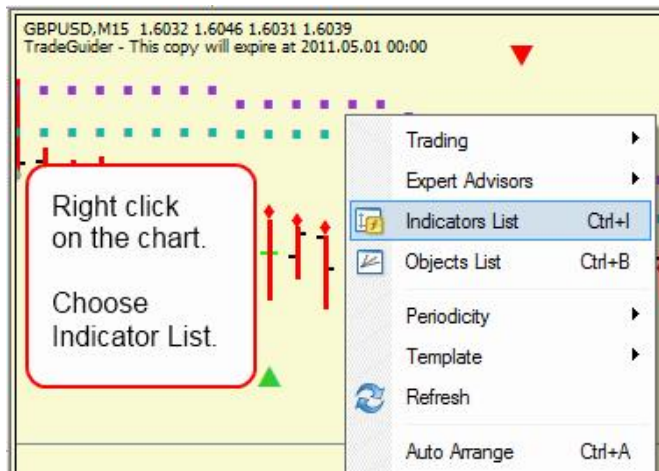 GBPUSD,M15 1.6032 1.6046 1.6031 1.6039
TradeGuider - This copy will expire at 2011.05.01 00:00
Right click
on the chart.
Choose
Indicator List.
Trading
Expert Advisors
Indicators List Ctrl+I
Objects List Ctrl+B
Periodicity
Template
Refresh
Auto Arrange Ctrl+A